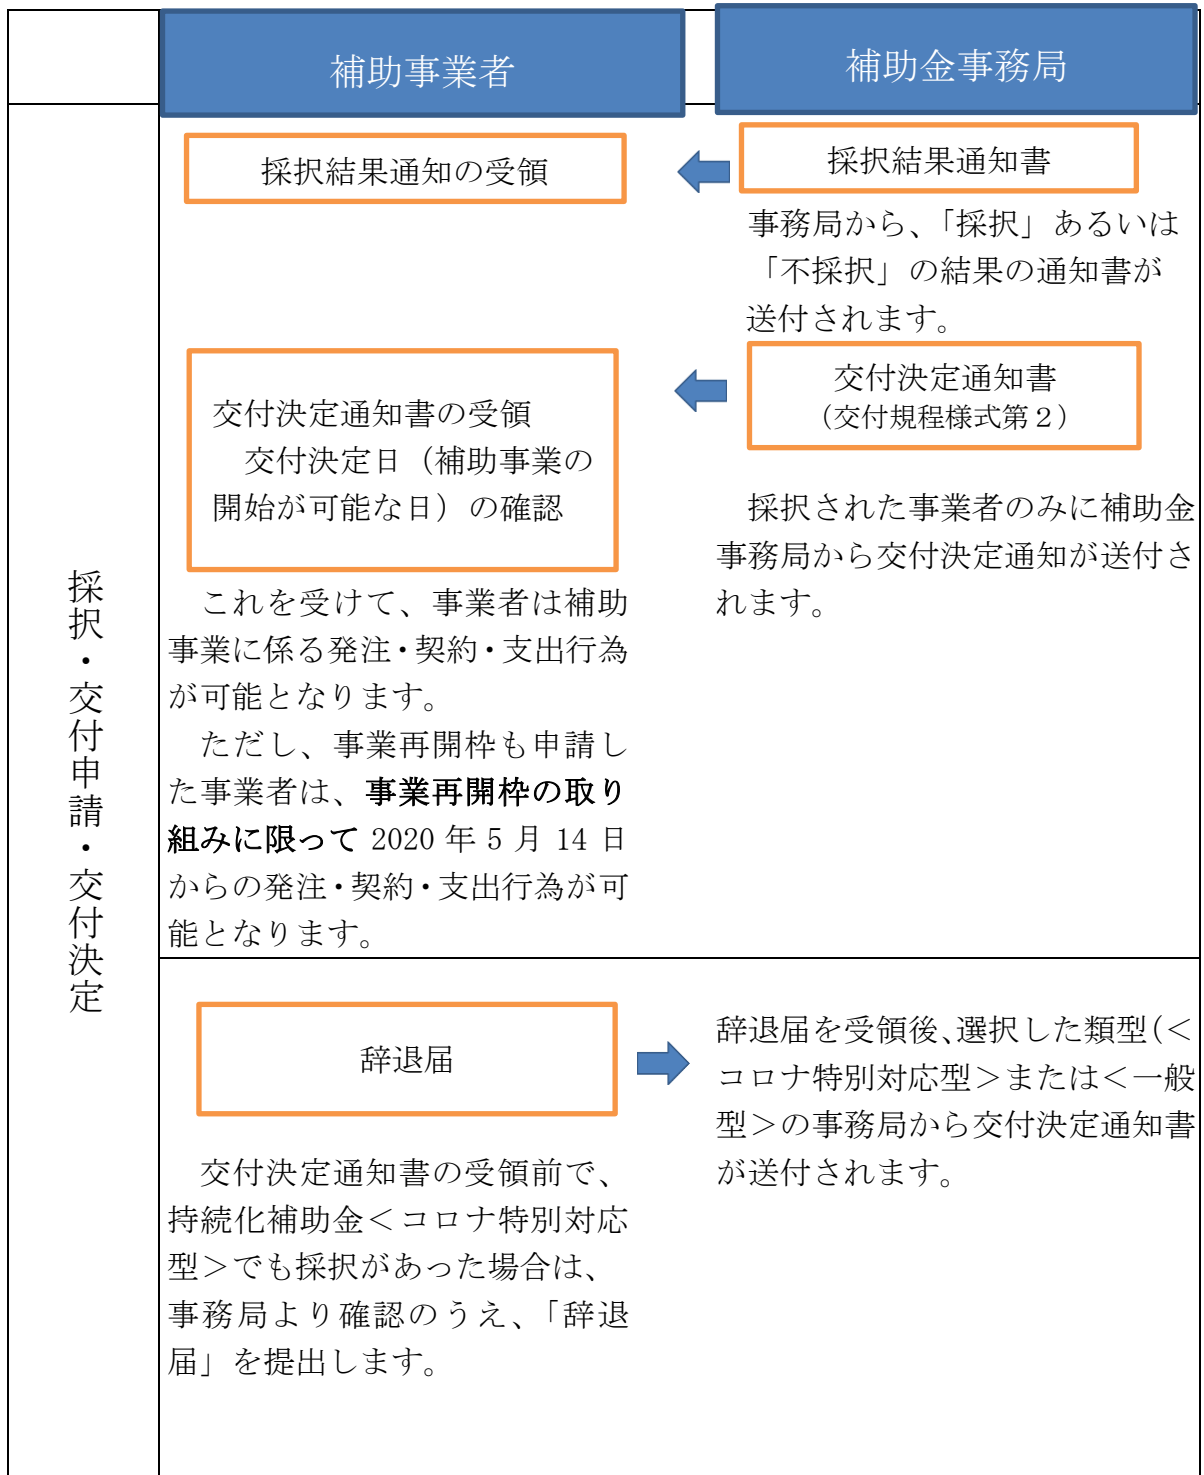 補助事業者
補助金事務局
採択・交付申請・交付決定
採択結果通知の受領
採択結果通知書
事務局から、「採択」あるいは
「不採択」の結果の通知書が
送付されます。
交付決定通知書の受領
交付決定日（補助事業の
開始が可能な日）の確認
交付決定通知書
（交付規程様式第２）
採択された事業者のみに補助金
事務局から交付決定通知が送付さ
れます。
これを受けて、事業者は補助
事業に係る発注・契約・支出行為
が可能となります。
ただし、事業再開枠も申請し
た事業者は、事業再開枠の取り
組みに限って 2020 年 5 月 14 日
からの発注・契約・支出行為が可
能となります。
辞退届
辞退届を受領後、選択した類型（＜
コロナ特別対応型＞または＜一般
型＞の事務局から交付決定通知書
が送付されます。
交付決定通知書の受領前で、
持続化補助金＜コロナ特別対応
型＞でも採択があった場合は、
事務局より確認のうえ、「辞退
届」を提出します。